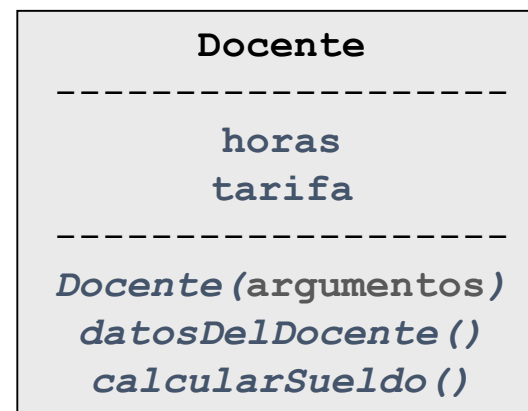 Docente
-------------------
horas
tarifa
-------------------
Docente(argumentos)
datosDelDocente()
calcularSueldo()